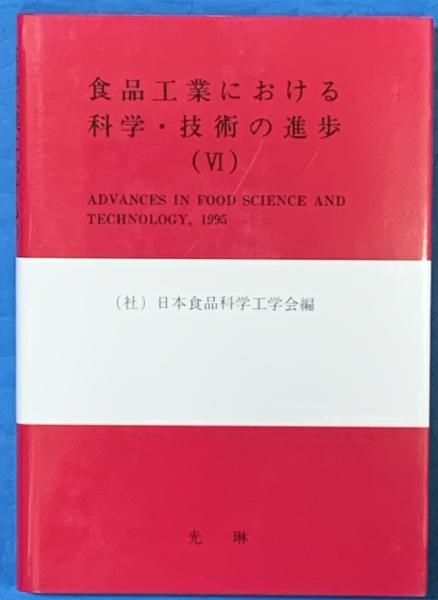 食品工業における
科学・技術の進歩
(Ⅵ)
ADVANCES IN FOOD SCIENCE AND
TECHNOLOGY, 1995
(社) 日本食品科学工学会編
光琳